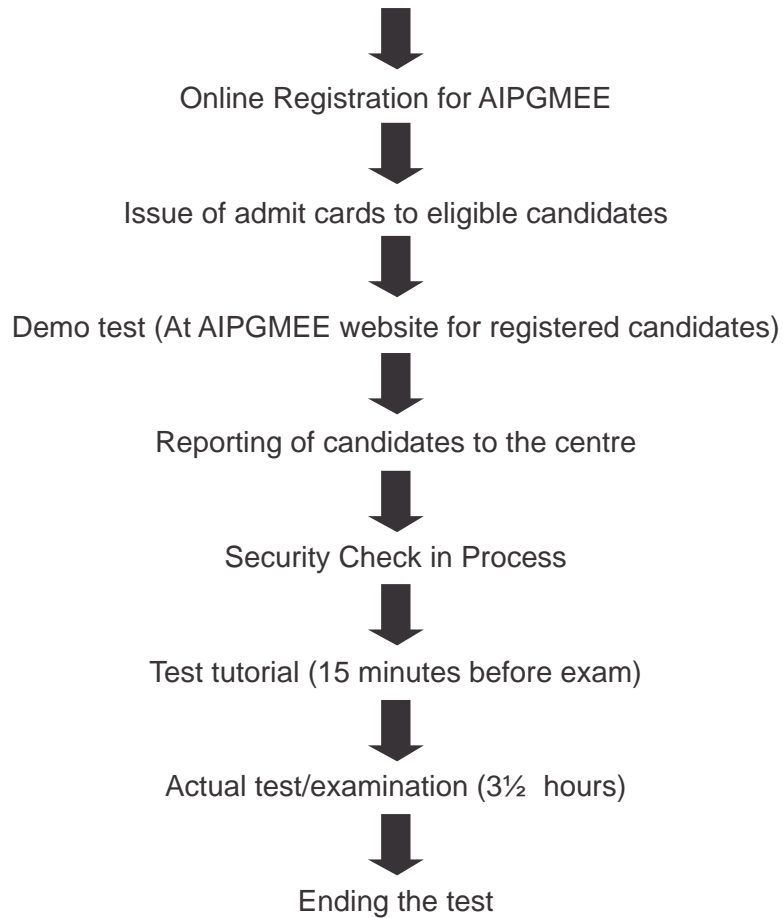 Online Registration for AIPGMEE
Issue of admit cards to eligible candidates
Demo test (At AIPGMEE website for registered candidates)
Reporting of candidates to the centre
Security Check in Process
Test tutorial (15 minutes before exam)
Actual test/examination (3½  hours)
Ending the test